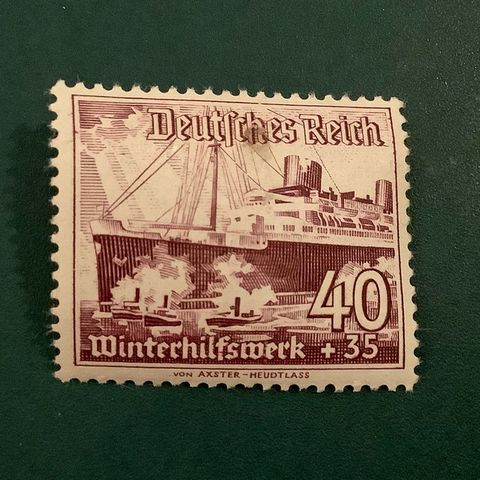 Deutsches Reich
40
Winterhilfswerk + 35
VON AXSTER-HEUDTLASS